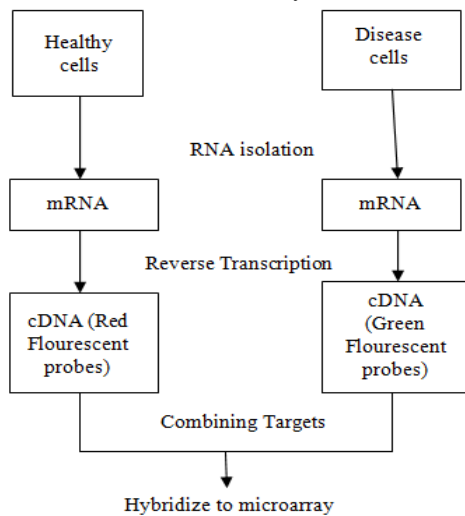 Healthy
cells
Disease
cells
RNA isolation
mRNA
mRNA
Reverse Transcription
cDNA (Red
Flourescent
probes)
cDNA
(Green
Flourescent
probes)
Combining Targets
Hybridize to microarray